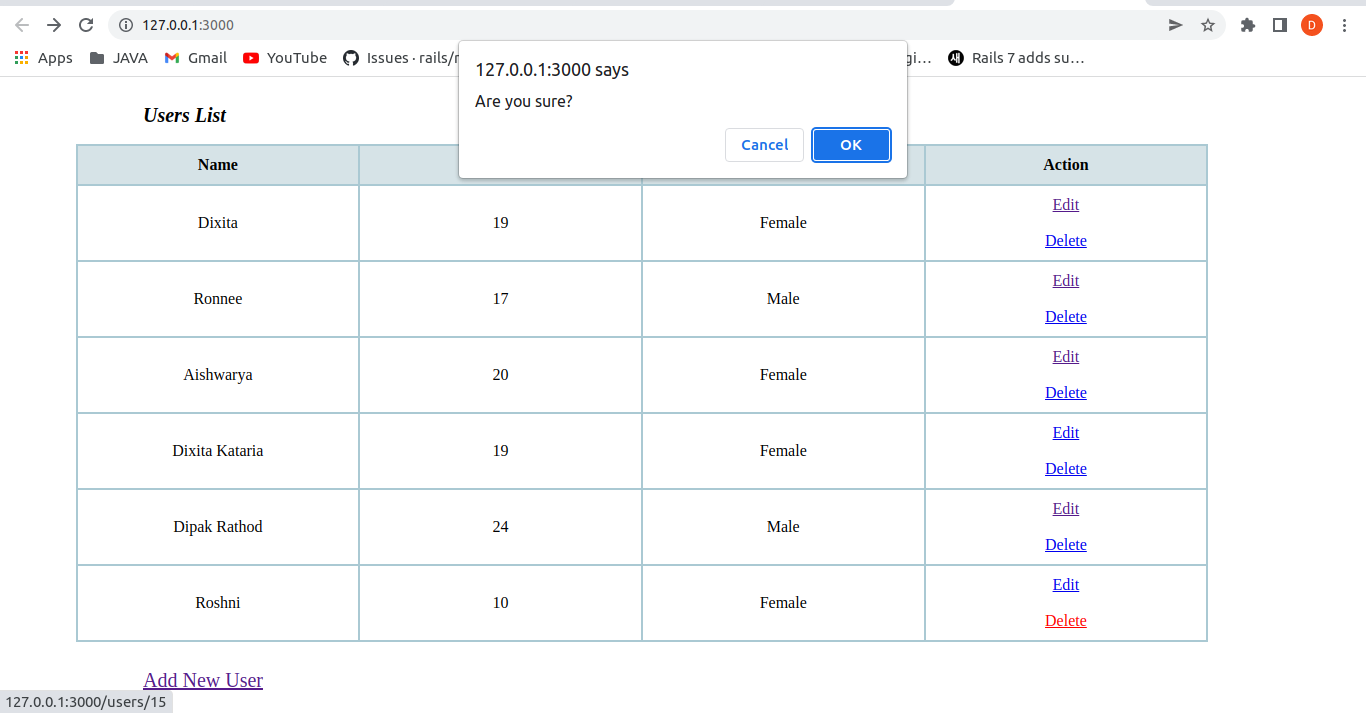 127.0.0.1:3000
D
Apps JAVA Gmail YouTube Issues · rails/r gi… 새 Rails 7 adds su…
127.0.0.1:3000 says
Are you sure?
Cancel OK
Users List
Name Action
Dixita 19 Female Edit
Delete
Ronnee 17 Male Edit
Delete
Aishwarya 20 Female Edit
Delete
Dixita Kataria 19 Female Edit
Delete
Dipak Rathod 24 Male Edit
Delete
Roshni 10 Female Edit
Delete
Add New User
127.0.0.1:3000/users/15